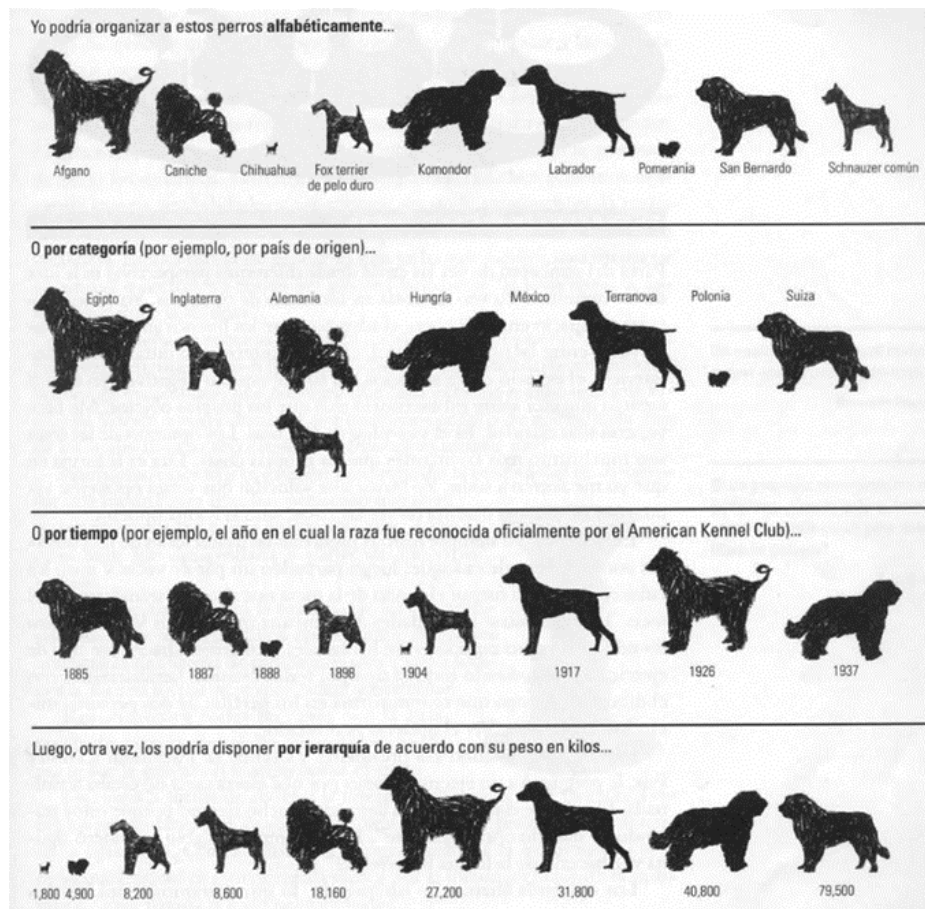 Yo podría organizar a estos perros alfabéticamente...
Afgano Caniche Chihuahua Fox terrier de pelo duro Komondor Labrador Pomerania San Bernardo Schnauzer común
O por categoría (por ejemplo, por país de origen)...
Egipto Inglaterra Alemania Hungría México Terranova Polonia Suiza
O por tiempo (por ejemplo, el año en el cual la raza fue reconocida oficialmente por el American Kennel Club)...
1885 1887 1888 1898 1904 1917 1926 1937
Luego, otra vez, los podría disponer por jerarquía de acuerdo con su peso en kilos...
1,800 4,900 8,200 8,600 18,160 27,200 31,800 40,800 79,500